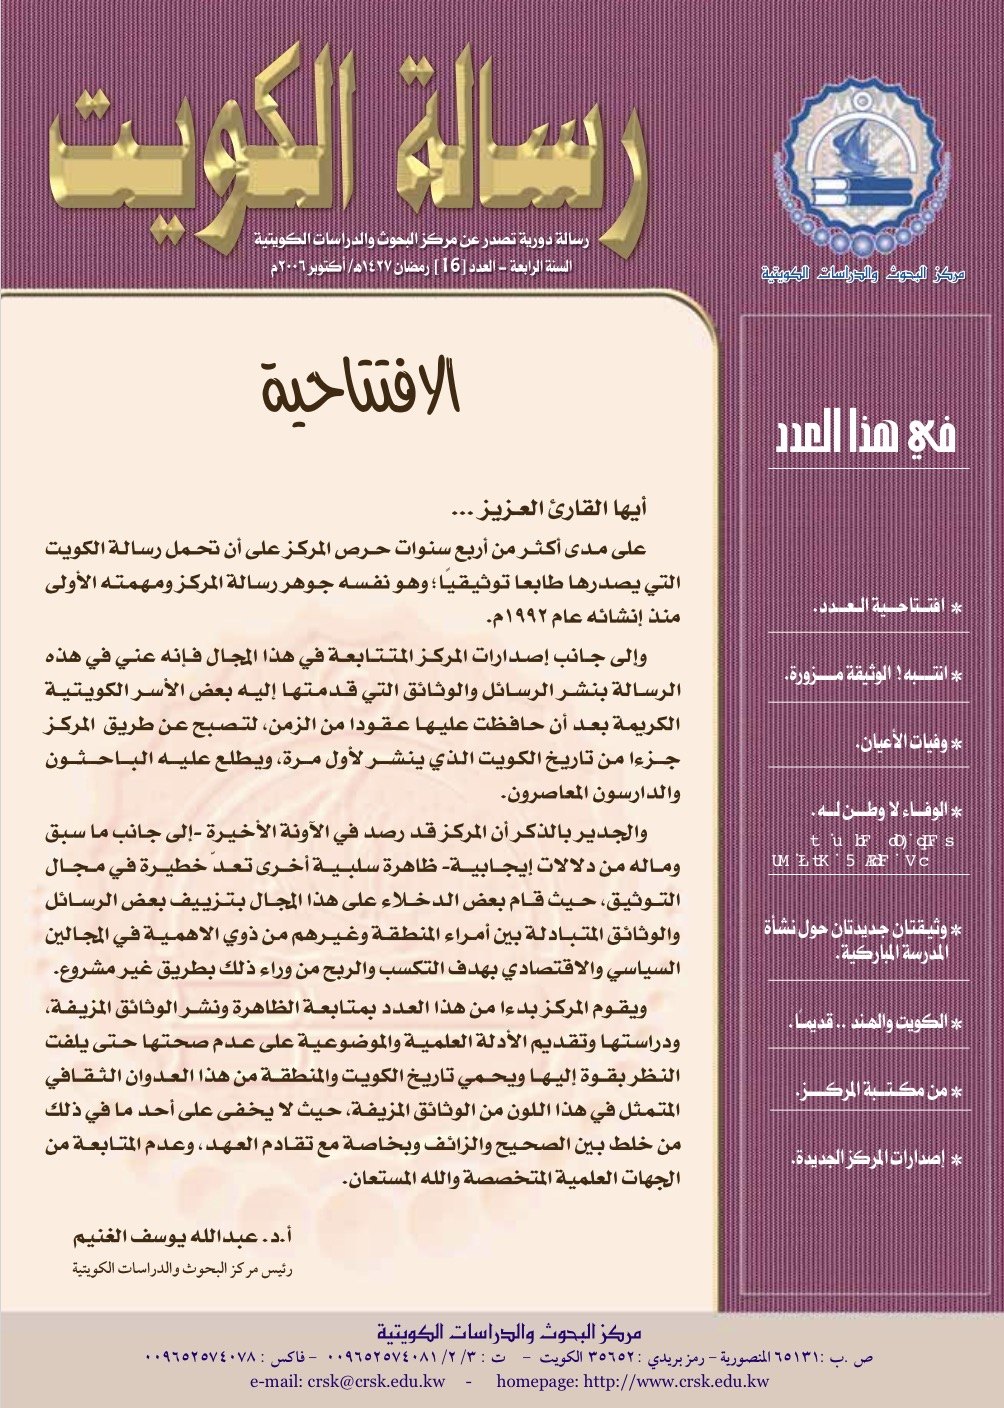 رسالة الكويت
رسالة دورية تصدر عن مركز البحوث والدراسات الكويتية
السنة الرابعة - العدد [16] رمضان ١٤٢٧هـ/ أكتوبر ٢٠٠٦م
مركز البحوث والدراسات الكويتية
في هذا العدد
* افتتاحية العدد.
* انتبه! الوثيقة مزورة.
* وفيات الأعيان.
* الوفاء لا وطن له.
* وثيقتان جديدتان حول نشأة
المدرسة المباركية.
* الكويت والهند .. قديمًا.
* من مكتبة المركز.
* إصدارات المركز الجديدة.
الافتتاحية
أيها القارئ العزيز ...
على مدى أكثر من أربع سنوات حرص المركز على أن تحمل رسالة الكويت
التي يصدرها طابعا توثيقيًا؛ وهو نفسه جوهر رسالة المركز ومهمته الأولى
منذ إنشائه عام ١٩٩٢م.
وإلى جانب إصدارات المركز المتتابعة في هذا المجال فإنه عني في هذه
الرسالة بنشر الرسائل والوثائق التي قدمتها إليه بعض الأسر الكويتية
الكريمة بعد أن حافظت عليها عقودا من الزمن، لتصبح عن طريق المركز
جزءا من تاريخ الكويت الذي ينشر لأول مرة، ويطلع عليه الباحثون
والدارسون المعاصرون.
والجدير بالذكر أن المركز قد رصد في الآونة الأخيرة -إلى جانب ما سبق
وماله من دلالات إيجابية- ظاهرة سلبية أخرى تعدّ خطيرة في مجال
التوثيق، حيث قام بعض الدخلاء على هذا المجال بتزييف بعض الرسائل
والوثائق المتبادلة بين أمراء المنطقة وغيرهم من ذوي الاهمية في المجالين
السياسي والاقتصادي بهدف التكسب والربح من وراء ذلك بطريق غير مشروع.
ويقوم المركز بدءا من هذا العدد بمتابعة الظاهرة ونشر الوثائق المزيفة،
ودراستها وتقديم الأدلة العلمية والموضوعية على عدم صحتها حتى يلفت
النظر بقوة إليها ويحمي تاريخ الكويت والمنطقة من هذا العدوان الثقافي
المتمثل في هذا اللون من الوثائق المزيفة، حيث لا يخفى على أحد ما في ذلك
من خلط بين الصحيح والزائف وبخاصة مع تقادم العهد، وعدم المتابعة من
الجهات العلمية المتخصصة والله المستعان.
أ.د. عبدالله يوسف الغنيم
رئيس مركز البحوث والدراسات الكويتية
مركز البحوث والدراسات الكويتية
ص .ب :٦٥١٣١ المنصورية - رمز بريدي : ٣٥٦٥٢ الكويت - ت : ٣/ ٢/ ٠٠٩٦٥٢٥٧٤٠٨١ - فاكس : ٠٠٩٦٥٢٥٧٤٠٧٨
e-mail: crsk@crsk.edu.kw - homepage: http://www.crsk.edu.kw